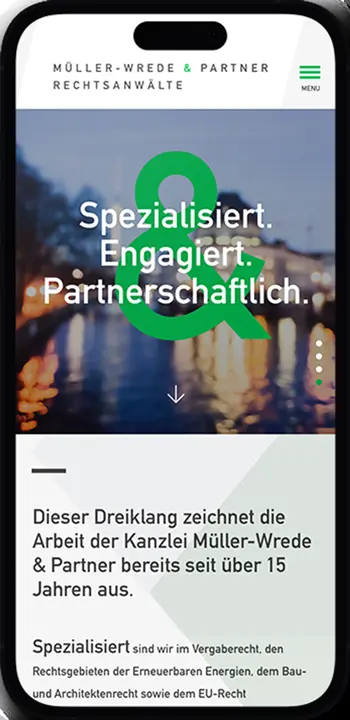 MÜLLER-WREDE & PARTNER
RECHTSANWÄLTE
MENU
&
Spezialisiert.
Engagiert.
Partnerschaftlich.
Dieser Dreiklang zeichnet die
Arbeit der Kanzlei Müller-Wrede
& Partner bereits seit über 15
Jahren aus.
Spezialisiert sind wir im Vergaberecht, den
Rechtsgebieten der Erneuerbaren Energien, dem Bau-
und Architektenrecht sowie dem EU-Recht